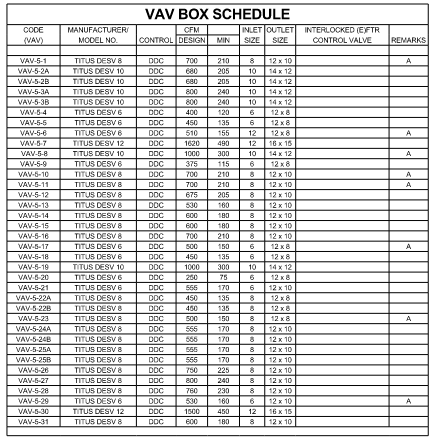 VAV BOX SCHEDULE
CODE MANUFACTURER/ CFM INLET OUTLET INTERLOCKED (E)FTR
(VAV) MODEL NO. CONTROL DESIGN MIN SIZE SIZE CONTROL VALVE REMARKS
VAV-5-1 TITUS DESV 8 DDC 700 210 8 12 x 10 A
VAV-5-2A TITUS DESV 10 DDC 680 205 10 14 x 12
VAV-5-2B TITUS DESV 10 DDC 680 205 10 14 x 12
VAV-5-3A TITUS DESV 10 DDC 800 240 10 14 x 12
VAV-5-3B TITUS DESV 10 DDC 800 240 10 14 x 12
VAV-5-4 TITUS DESV 6 DDC 400 120 6 12 x 8
VAV-5-5 TITUS DESV 6 DDC 450 135 6 12 x 8
VAV-5-6 TITUS DESV 6 DDC 510 155 12 12 x 8 A
VAV-5-7 TITUS DESV 12 DDC 1620 490 12 16 x 15
VAV-5-8 TITUS DESV 10 DDC 1000 300 10 14 x 12 A
VAV-5-9 TITUS DESV 6 DDC 375 115 6 12 x 8
VAV-5-10 TITUS DESV 8 DDC 700 210 8 12 x 10 A
VAV-5-11 TITUS DESV 8 DDC 700 210 8 12 x 10 A
VAV-5-12 TITUS DESV 8 DDC 675 205 8 12 x 10
VAV-5-13 TITUS DESV 8 DDC 530 160 8 12 x 10
VAV-5-14 TITUS DESV 8 DDC 600 180 8 12 x 10
VAV-5-15 TITUS DESV 8 DDC 600 180 8 12 x 10
VAV-5-16 TITUS DESV 8 DDC 700 210 8 12 x 10
VAV-5-17 TITUS DESV 6 DDC 500 150 6 12 x 8 A
VAV-5-18 TITUS DESV 6 DDC 450 135 6 12 x 8
VAV-5-19 TITUS DESV 10 DDC 1000 300 10 14 x 12
VAV-5-20 TITUS DESV 6 DDC 250 75 6 12 x 8
VAV-5-21 TITUS DESV 6 DDC 555 170 6 12 x 10
VAV-5-22A TITUS DESV 8 DDC 450 135 8 12 x 8
VAV-5-22B TITUS DESV 8 DDC 450 135 8 12 x 8
VAV-5-23 TITUS DESV 8 DDC 500 150 8 12 x 8 A
VAV-5-24A TITUS DESV 8 DDC 555 170 8 12 x 10
VAV-5-24B TITUS DESV 8 DDC 555 170 8 12 x 10
VAV-5-25A TITUS DESV 8 DDC 555 170 8 12 x 10
VAV-5-25B TITUS DESV 8 DDC 555 170 8 12 x 10
VAV-5-26 TITUS DESV 8 DDC 750 225 8 12 x 10
VAV-5-27 TITUS DESV 8 DDC 800 240 8 12 x 10
VAV-5-28 TITUS DESV 8 DDC 760 230 8 12 x 10
VAV-5-29 TITUS DESV 6 DDC 530 160 6 12 x 10 A
VAV-5-30 TITUS DESV 12 DDC 1500 450 12 16 x 15
VAV-5-31 TITUS DESV 8 DDC 600 180 8 12 x 10